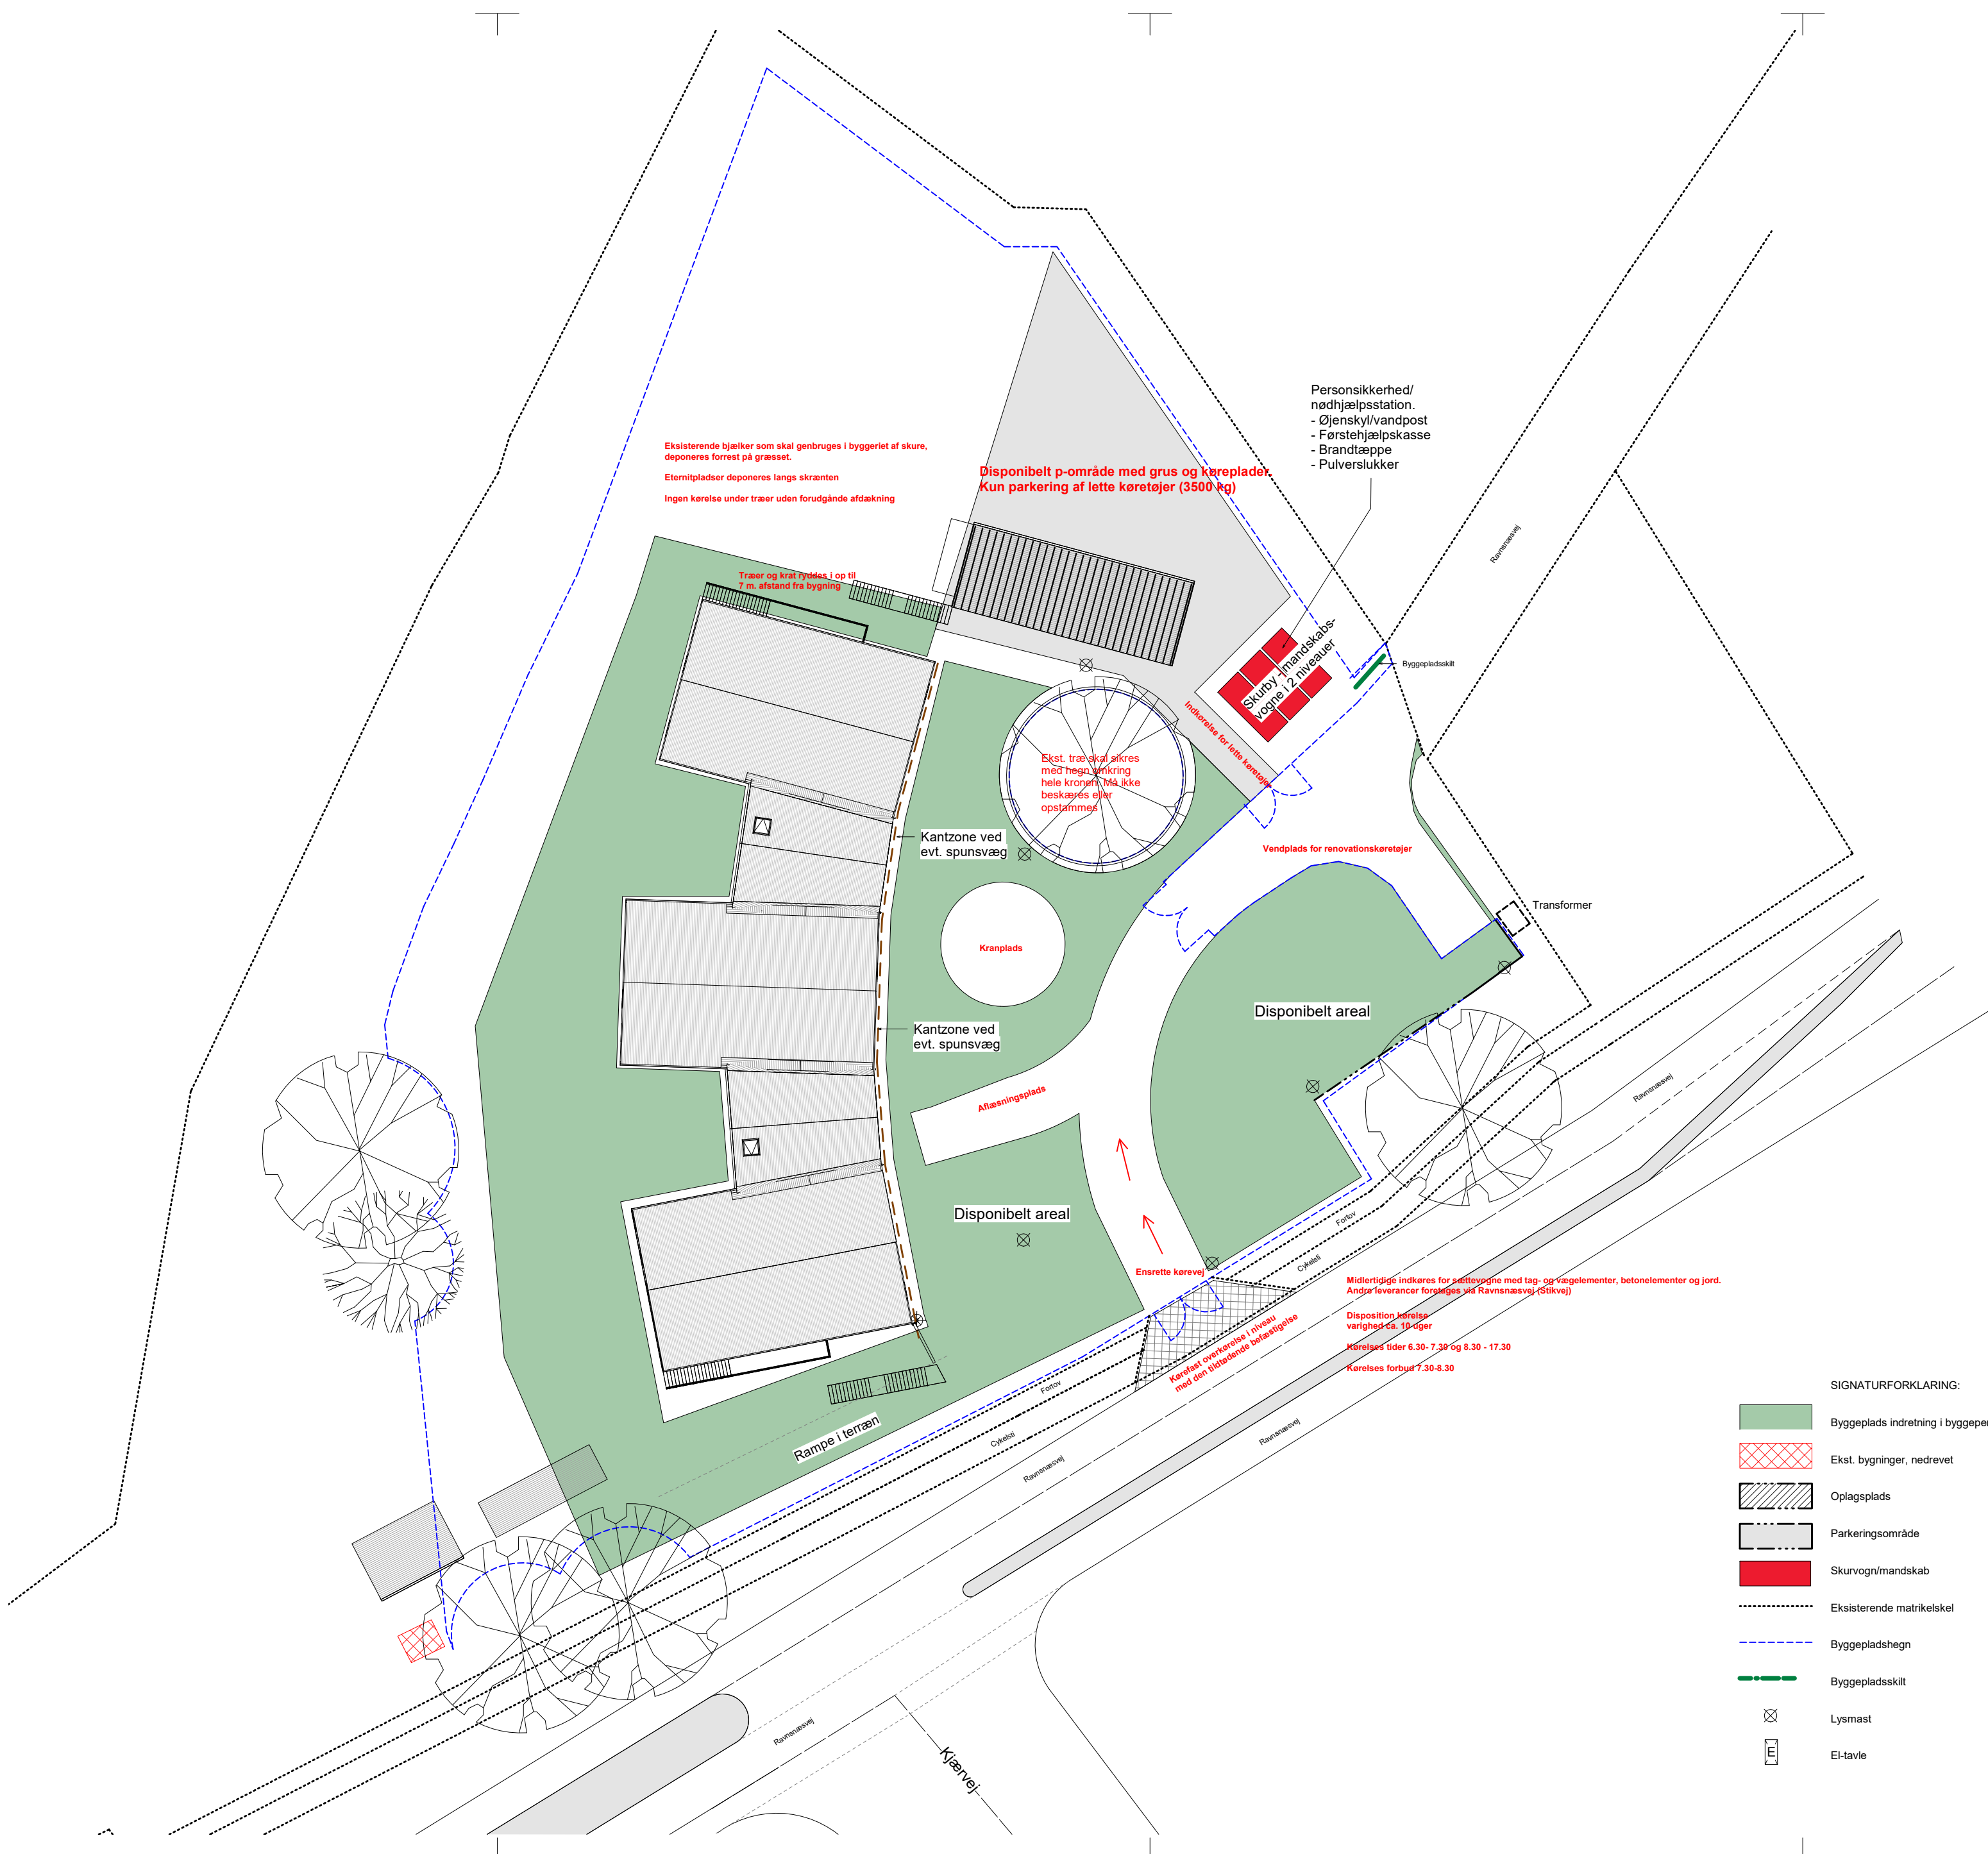 Personsikkerhed/
nødhjælpsstation.
- Øjenskyl/vandpost
- Førstehjælpskasse
- Brandtæppe
- Pulverslukker
Eksisterende bjælker som skal genbruges i byggeriet af skure,
deponeres forrest på græsset.
Eternitpladser deponeres langs skrænten
Ingen kørelse under træer uden forudgånde afdækning
Disponibelt p-område med grus og køreplader.
Kun parkering af lette køretøjer (3500 kg)
Ravnsnæsvej
Træer og krat ryddes i op til
7 m. afstand fra bygning
Skurby - mandskabs-
vogne i 2 niveauer
Byggepladsskilt
Indkørelse for lette køretøjer
Ekst. træ skal sikres
med hegn omkring
hele kronen. Må ikke
beskæres eller
opstammes
Kantzone ved
evt. spunsvæg
Vendplads for renovationskøretøjer
Transformer
Kranplads
Disponibelt areal
Kantzone ved
evt. spunsvæg
Aflæsningsplads
Ravnsnæsvej
Disponibelt areal
Fortov
Cykelsti
Ensrette kørevej
Midlertidige indkøres for sættevogne med tag- og vægelementer, betonelementer og jord.
Andre leverancer foretages via Ravnsnæsvej (Stikvej)
Disposition kørelse
varighed ca. 10 uger
Kørelses tider 6.30- 7.30 og 8.30 - 17.30
Kørelses forbud 7.30-8.30
Kørefast overkørelse i niveau
med den tilstødende befæstigelse
Fortov
Cykelsti
Ravnsnæsvej
Ravnsnæsvej
Rampe i terræn
Ravnsnæsvej
Kjærvej
SIGNATURFORKLARING:
Byggeplads indretning i byggeper
Ekst. bygninger, nedrevet
Oplagsplads
Parkeringsområde
Skurvogn/mandskab
Eksisterende matrikelskel
Byggepladshegn
Byggepladsskilt
Lysmast
E
El-tavle